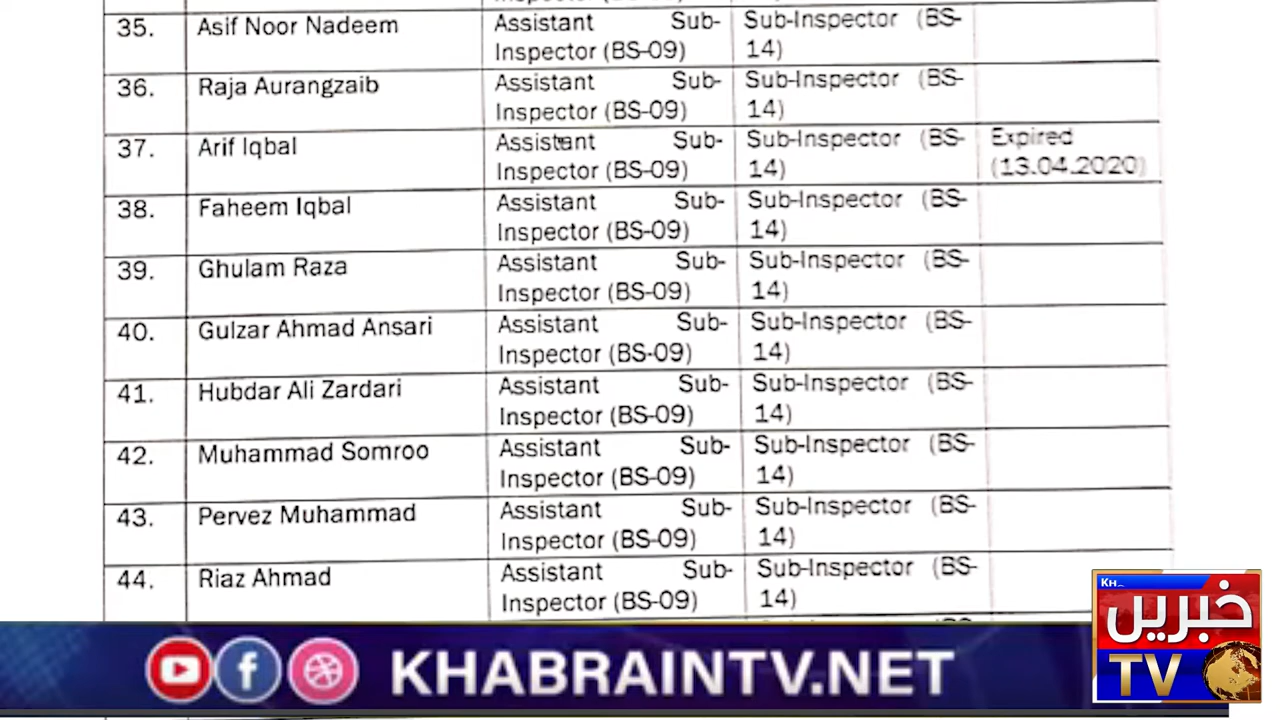 35. Asif Noor Nadeem Assistant Sub- Sub-Inspector (BS-
Inspector (BS-09) 14)
36. Raja Aurangzaib Assistant Sub- Sub-Inspector (BS-
Inspector (BS-09) 14)
37. Arif Iqbal Assistant Sub- Sub-Inspector (BS- Expired
Inspector (BS-09) 14) (13.04.2020)
38. Faheem Iqbal Assistant Sub- Sub-Inspector (BS-
Inspector (BS-09) 14)
39. Ghulam Raza Assistant Sub- Sub-Inspector (BS-
Inspector (BS-09) 14)
40. Gulzar Ahmad Ansari Assistant Sub- Sub-Inspector (BS-
Inspector (BS-09) 14)
41. Hubdar Ali Zardari Assistant Sub- Sub-Inspector (BS-
Inspector (BS-09) 14)
42. Muhammad Somroo Assistant Sub- Sub-Inspector (BS-
Inspector (BS-09) 14)
43. Pervez Muhammad Assistant Sub- Sub-Inspector (BS-
Inspector (BS-09) 14)
44. Riaz Ahmad Assistant Sub- Sub-Inspector (BS-
Inspector (BS-09) 14)
KHABRAINTV.NET
خبریں
TV